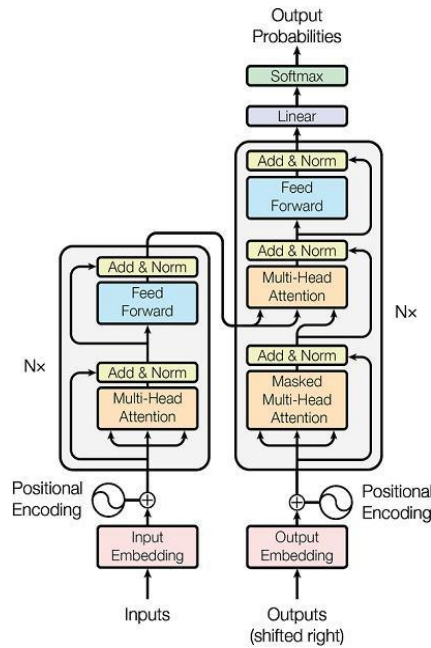 Output
Probabilities
Softmax
Linear
Add & Norm
Feed
Forward
Add & Norm
Multi-Head
Attention
Add & Norm
Masked
Multi-Head
Attention
N×
Positional
Encoding
Output
Embedding
Outputs
(shifted right)
Add & Norm
Feed
Forward
Add & Norm
Multi-Head
Attention
N×
Positional
Encoding
Input
Embedding
Inputs